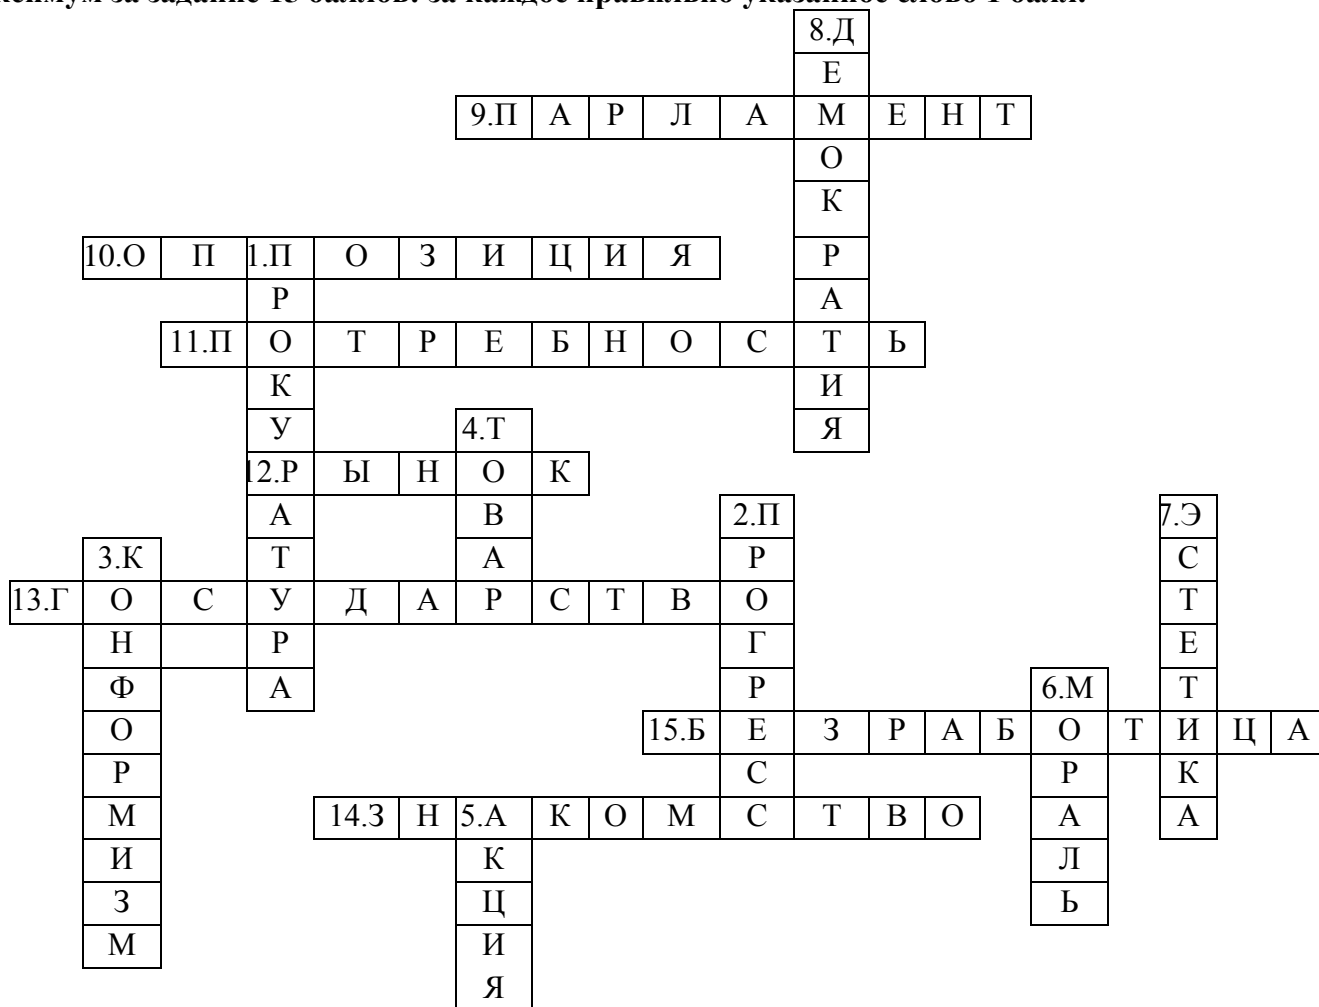 ксимум за задание 15 баллов: за каждое правильно указанное слово 1 балл.
8.Д
Е
9.П А Р Л А М Е Н Т
О
К
10.О П 1.П О З И Ц И Я Р
Р А
11.П О Т Р Е Б Н О С Т Ь
К И
У 4.Т Я
12.Р Ы Н О К
А В 2.П 7.Э
3.К Т А Р С
13.Г О С У Д А Р С Т В О Т
Н Р Г Е
Ф А Р 6.М Т
О 15.Б Е З Р А Б О Т И Ц А
Р С Р К
М 14.З Н 5.А К О М С Т В О А А
И К Л
З Ц Ь
М И
Я